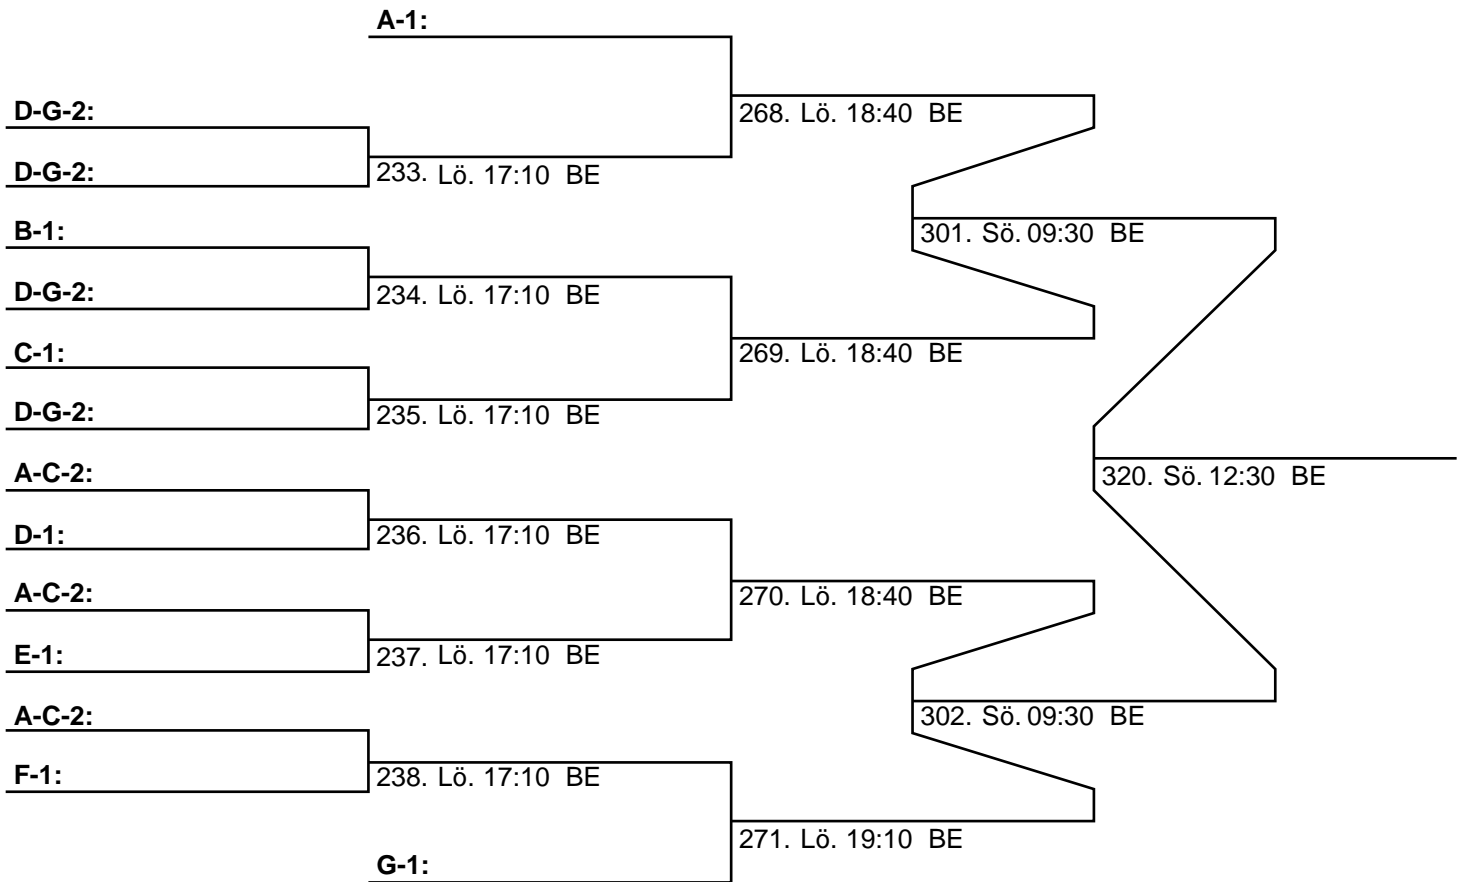 A-1:
D-G-2:
268. Lö. 18:40 BE
D-G-2:
233. Lö. 17:10 BE
B-1:
301. Sö. 09:30 BE
D-G-2:
234. Lö. 17:10 BE
C-1:
269. Lö. 18:40 BE
D-G-2:
235. Lö. 17:10 BE
A-C-2:
320. Sö. 12:30 BE
D-1:
236. Lö. 17:10 BE
A-C-2:
270. Lö. 18:40 BE
E-1:
237. Lö. 17:10 BE
A-C-2:
302. Sö. 09:30 BE
F-1:
238. Lö. 17:10 BE
271. Lö. 19:10 BE
G-1: